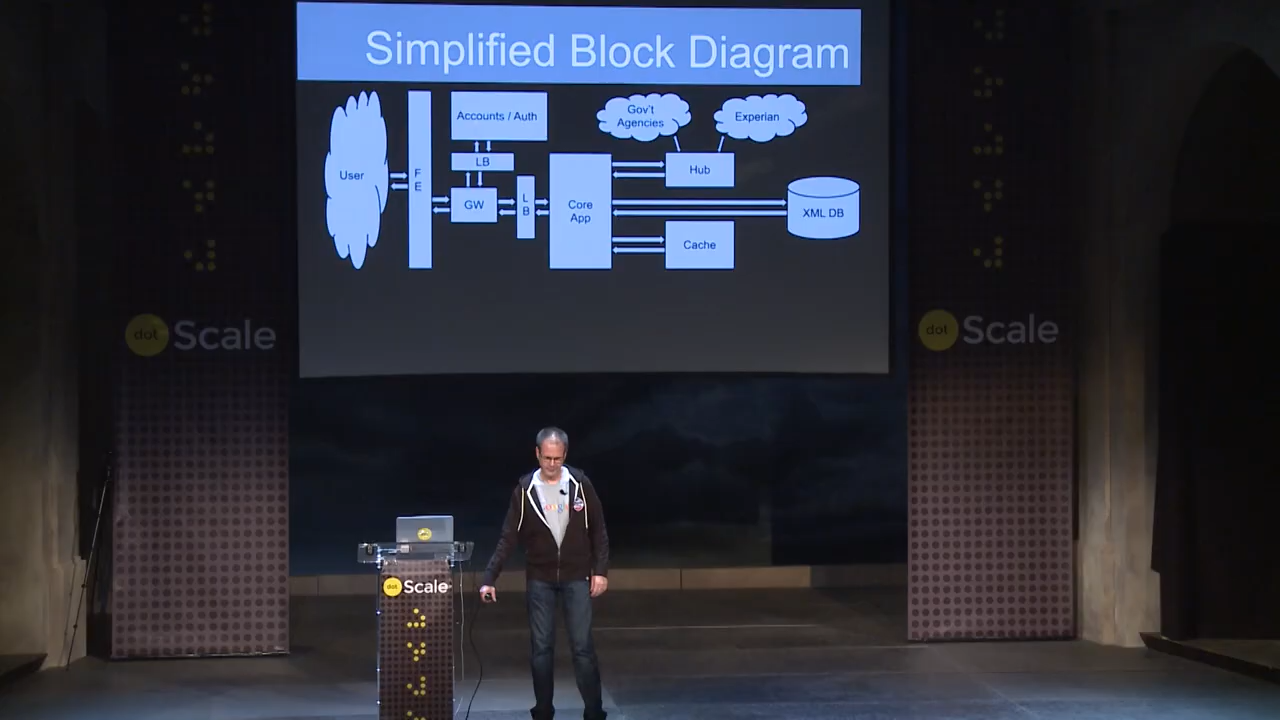 Simplified Block Diagram
User
F
E
Accounts / Auth
LB
GW
L
B
Core
App
Gov't
Agencies
Experian
Hub
Cache
XML DB
dot Scale
dot Scale
dot Scale